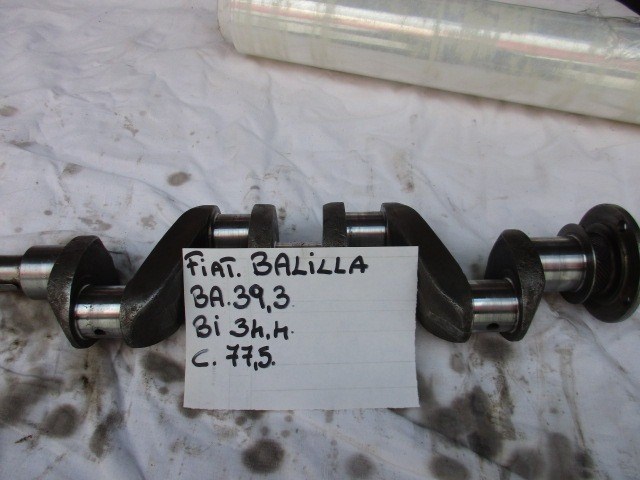 FiAT. BALiLLA
BA.39,3.
Bi 34,4.
C. 77,5.